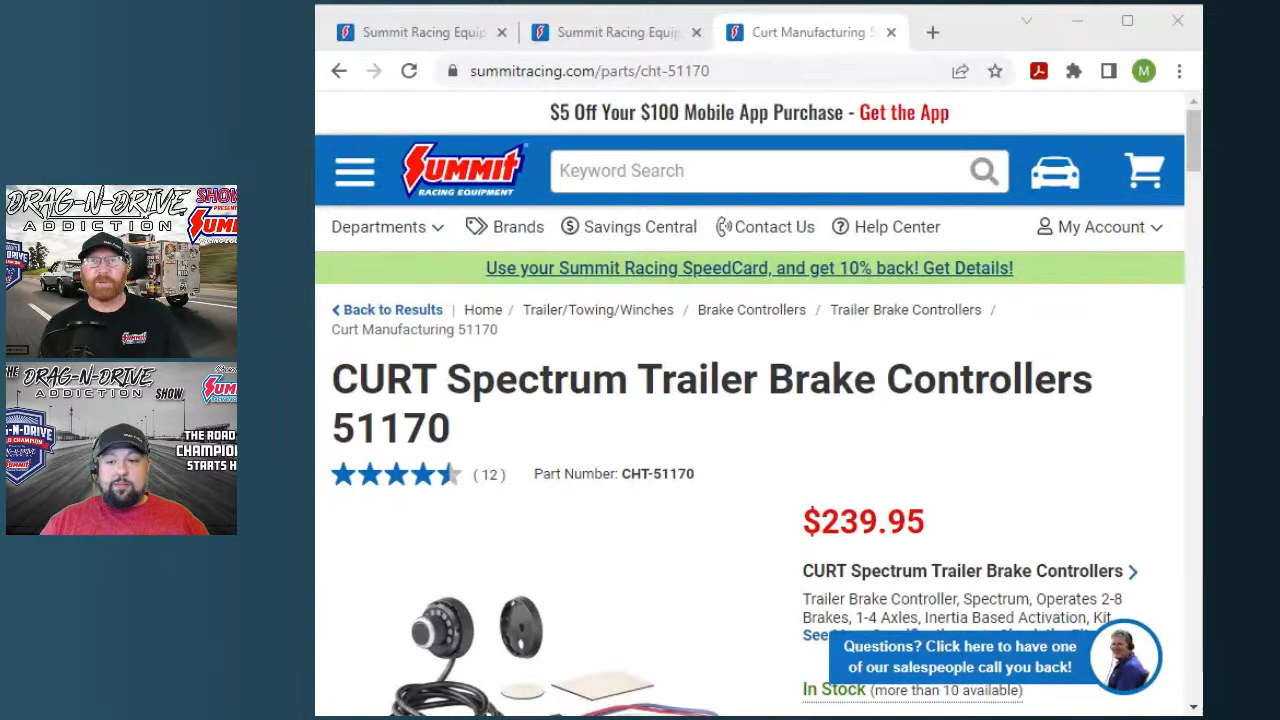 Summit Racing Equip
Summit Racing Equip
Curt Manufacturing 5
summitracing.com/parts/cht-51170
M
$5 Off Your $100 Mobile App Purchase - Get the App
SUMMIT
RACING EQUIPMENT
Keyword Search
Departments
Brands
Savings Central
Contact Us
Help Center
My Account
Use your Summit Racing SpeedCard, and get 10% back! Get Details!
Back to Results | Home / Trailer/Towing/Winches / Brake Controllers / Trailer Brake Controllers /
Curt Manufacturing 51170
CURT Spectrum Trailer Brake Controllers
51170
( 12 )
Part Number: CHT-51170
$239.95
CURT Spectrum Trailer Brake Controllers
Trailer Brake Controller, Spectrum, Operates 2-8
Brakes, 1-4 Axles, Inertia Based Activation, Kit
Questions? Click here to have one
of our salespeople call you back!
In Stock (more than 10 available)
DRAG-N-DRIVE
ADDICTION
SHOW
THE
DRAG-N-DRIVE
ADDICTION
SHOW
THE ROAD
CHAMPION
STARTS H